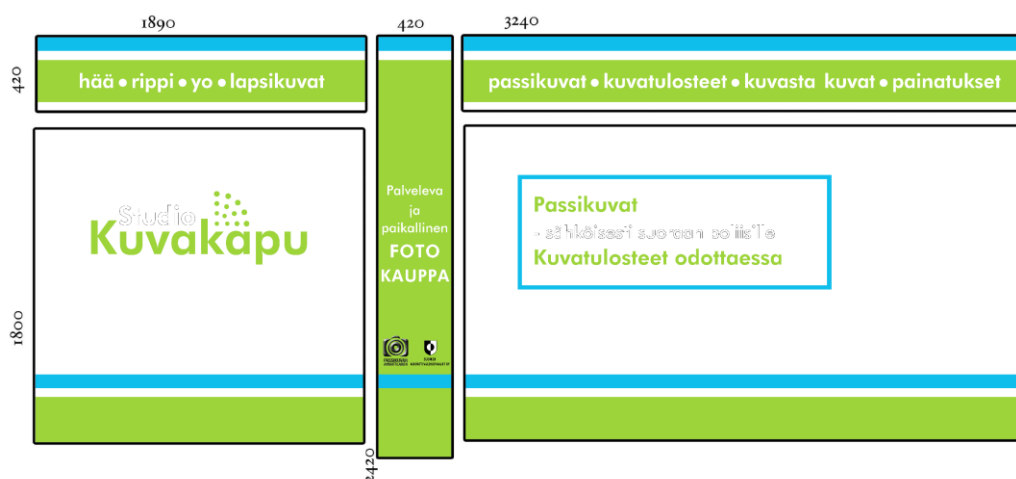 1890
420
3240
420
hää • rippi • yo • lapsikuvat
passikuvat • kuvatulosteet • kuvasta kuvat • painatukset
Studio
Kuvakapu
Palveleva
ja
paikallinen
FOTO
KAUPPA
Passikuvat
- sähköisesti suoraan poliisille
Kuvatulosteet odottaessa
1800
2420